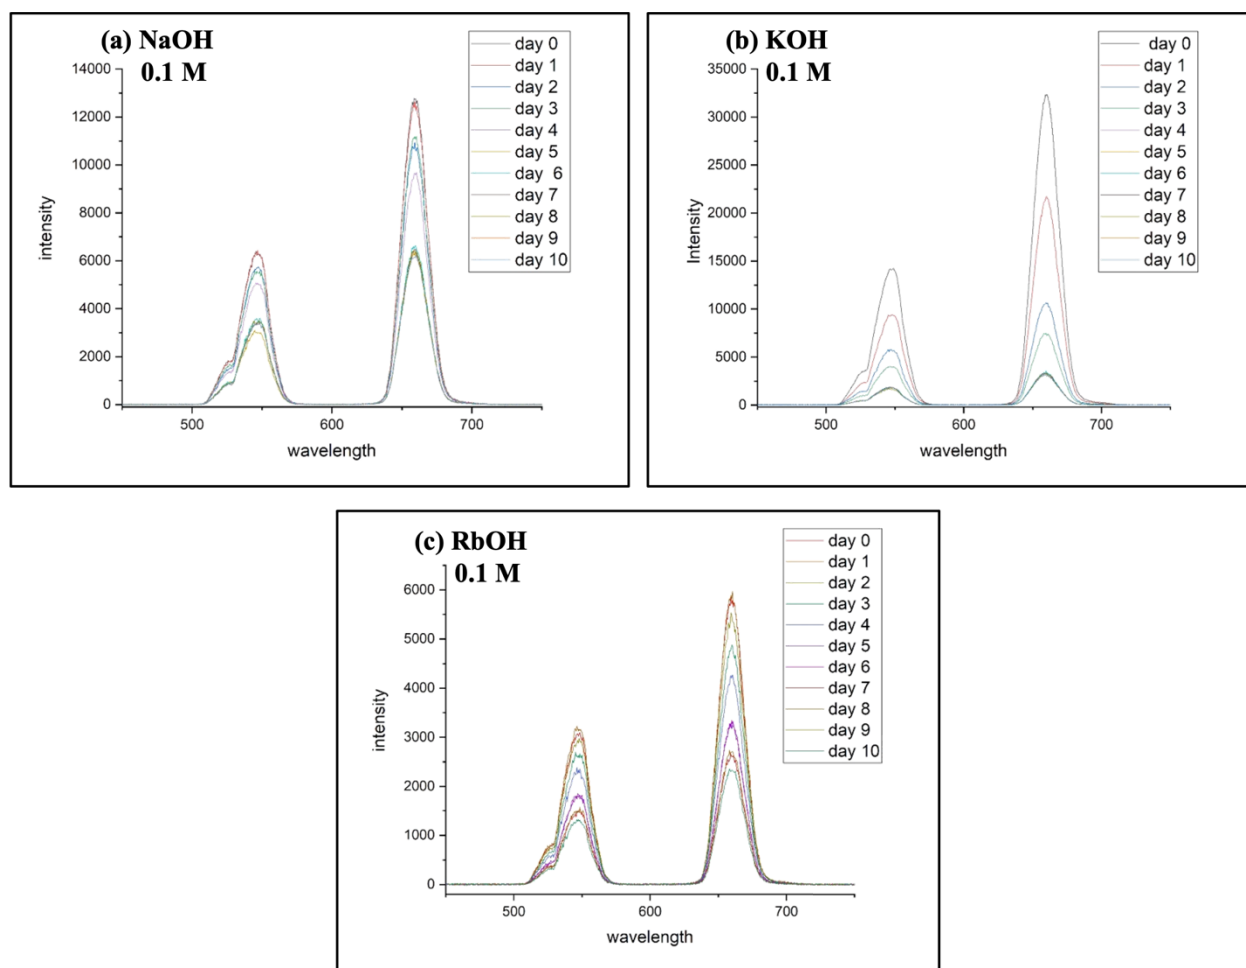 (a) NaOH
0.1 M
day 0
day 1
day 2
day 3
day 4
day 5
day 6
day 7
day 8
day 9
day 10
14000
12000
10000
8000
6000
4000
2000
0
intensity
500
600
700
wavelength
(b) KOH
0.1 M
day 0
day 1
day 2
day 3
day 4
day 5
day 6
day 7
day 8
day 9
day 10
35000
30000
25000
20000
15000
10000
5000
0
Intensity
500
600
700
wavelength
(c) RbOH
0.1 M
day 0
day 1
day 2
day 3
day 4
day 5
day 6
day 7
day 8
day 9
day 10
6000
5000
4000
3000
2000
1000
0
intensity
500
600
700
wavelength